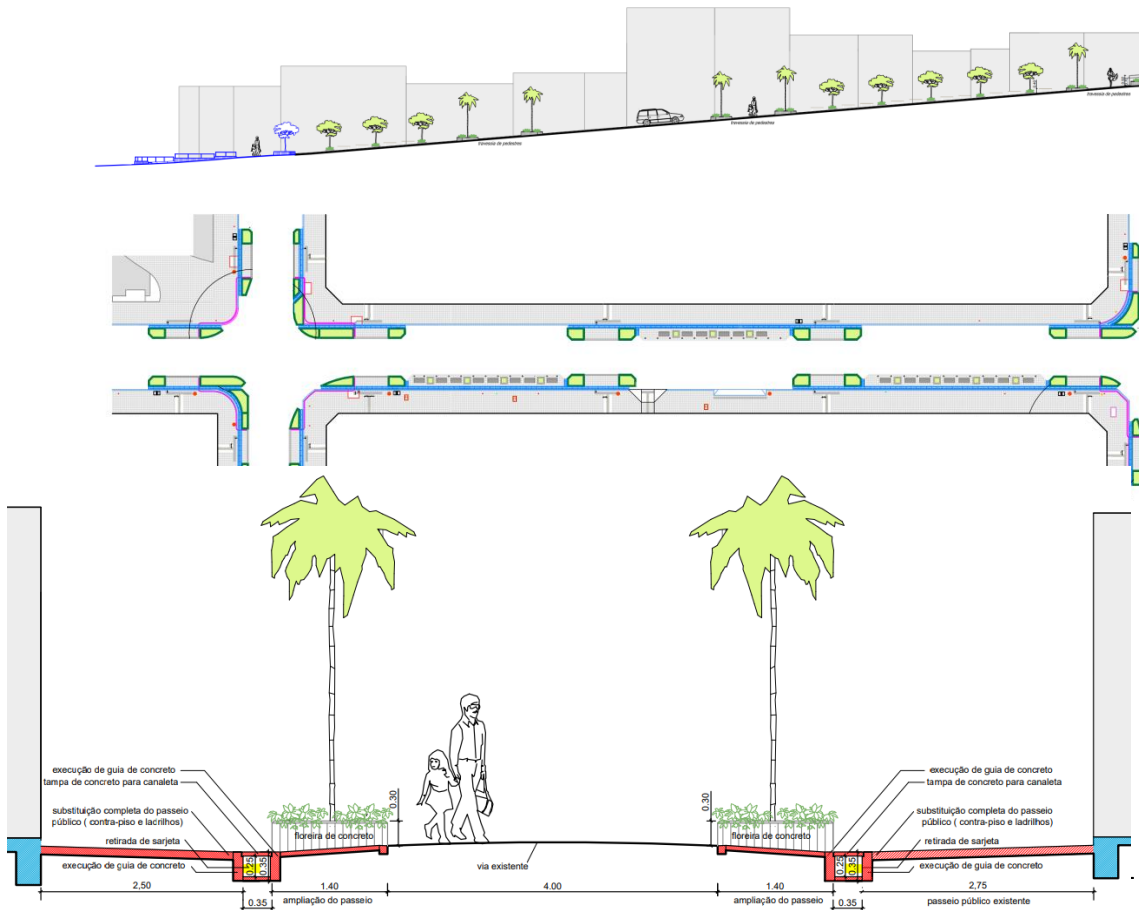 travessia de pedestres
travessia de pedestres
travessia de pedestres
execução de guia de concreto
tampa de concreto para canaleta
substituição completa do passeio
público ( contra-piso e ladrilhos)
retirada de sarjeta
execução de guia de concreto
0.30
floreira de concreto
0.25
0.35
via existente
0.30
floreira de concreto
0.25
0.35
execução de guia de concreto
tampa de concreto para canaleta
substituição completa do passeio
público ( contra-piso e ladrilhos)
retirada de sarjeta
execução de guia de concreto
2,50
1.40
4.00
1.40
2,75
0.35
ampliação do passeio
ampliação do passeio
0.35
passeio público existente